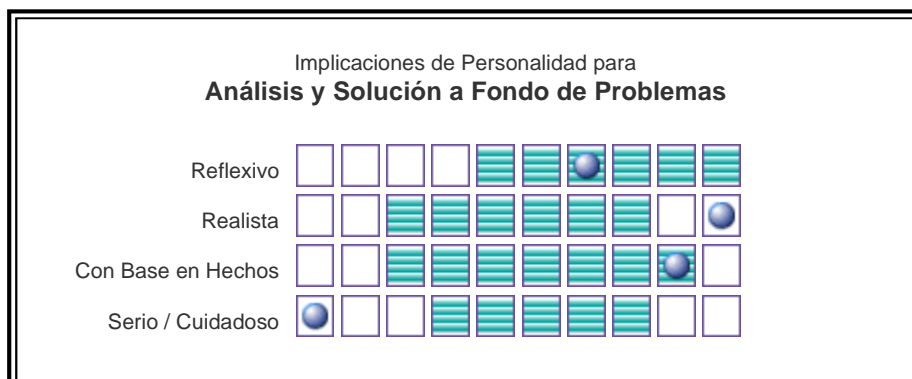 Implicaciones de Personalidad para
Análisis y Solución a Fondo de Problemas
Reflexivo
Realista
Con Base en Hechos
Serio / Cuidadoso